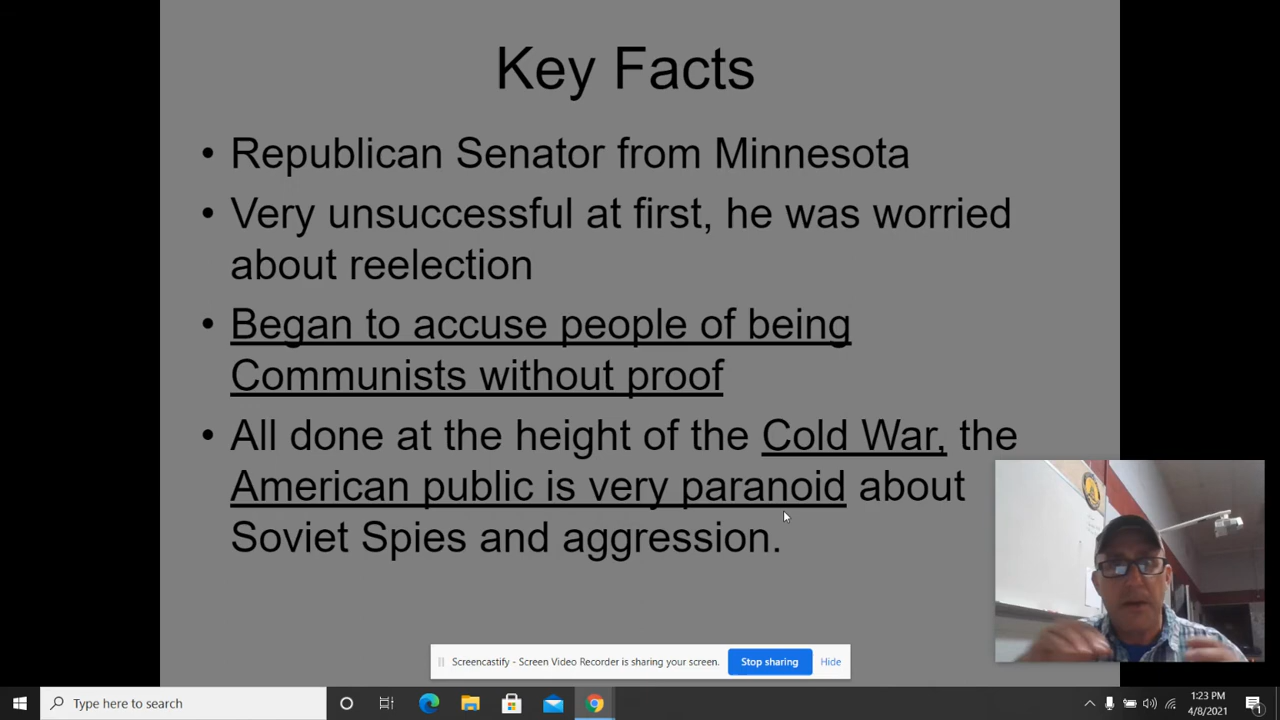 Key Facts
• Republican Senator from Minnesota
• Very unsuccessful at first, he was worried
about reelection
• Began to accuse people of being
Communists without proof
• All done at the height of the Cold War, the
American public is very paranoid about
Soviet Spies and aggression.
Screencastify - Screen Video Recorder is sharing your screen. Stop sharing Hide
Type here to search
1:23 PM
4/8/2021
1